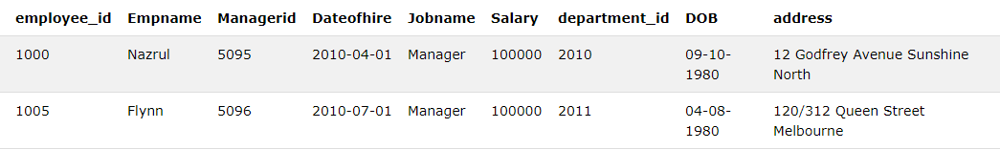 employee_id Empname Managerid Dateofhire Jobname Salary department_id DOB address
1000 Nazrul 5095 2010-04-01 Manager 100000 2010 09-10- 12 Godfrey Avenue Sunshine
1980 North
1005 Flynn 5096 2010-07-01 Manager 100000 2011 04-08- 120/312 Queen Street
1980 Melbourne